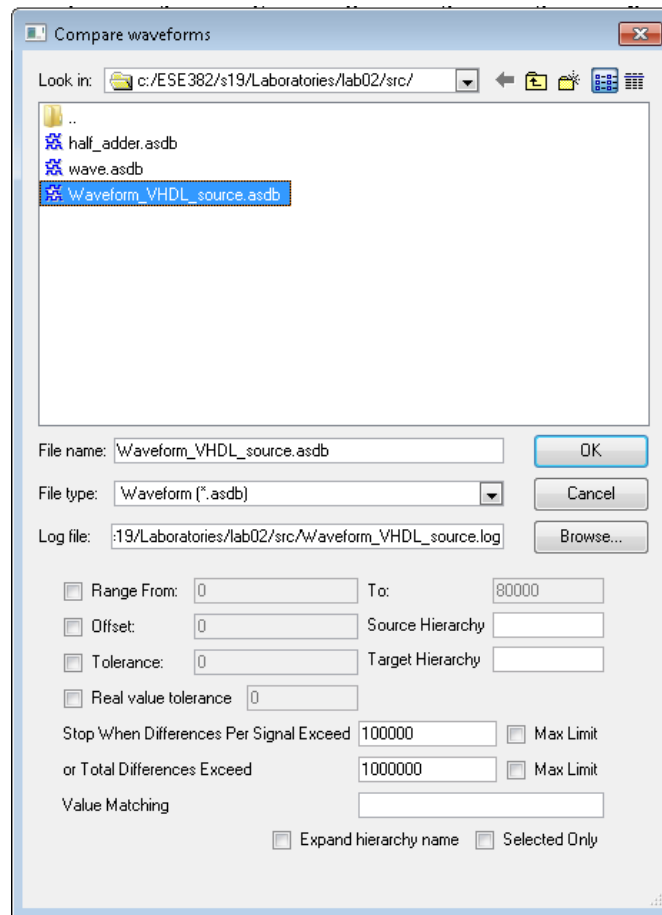 Compare waveforms
Look in: c:/ESE382/s19/Laboratories/lab02/src/
..
half_adder.asdb
wave.asdb
Waveform_VHDL_source.asdb
File name: Waveform_VHDL_source.asdb OK
File type: Waveform (*.asdb) Cancel
Log file: :19/Laboratories/lab02/src/Waveform_VHDL_source.log Browse...
Range From: 0 To: 80000
Offset: 0 Source Hierarchy
Tolerance: 0 Target Hierarchy
Real value tolerance 0
Stop When Differences Per Signal Exceed 100000 Max Limit
or Total Differences Exceed 1000000 Max Limit
Value Matching
Expand hierarchy name Selected Only